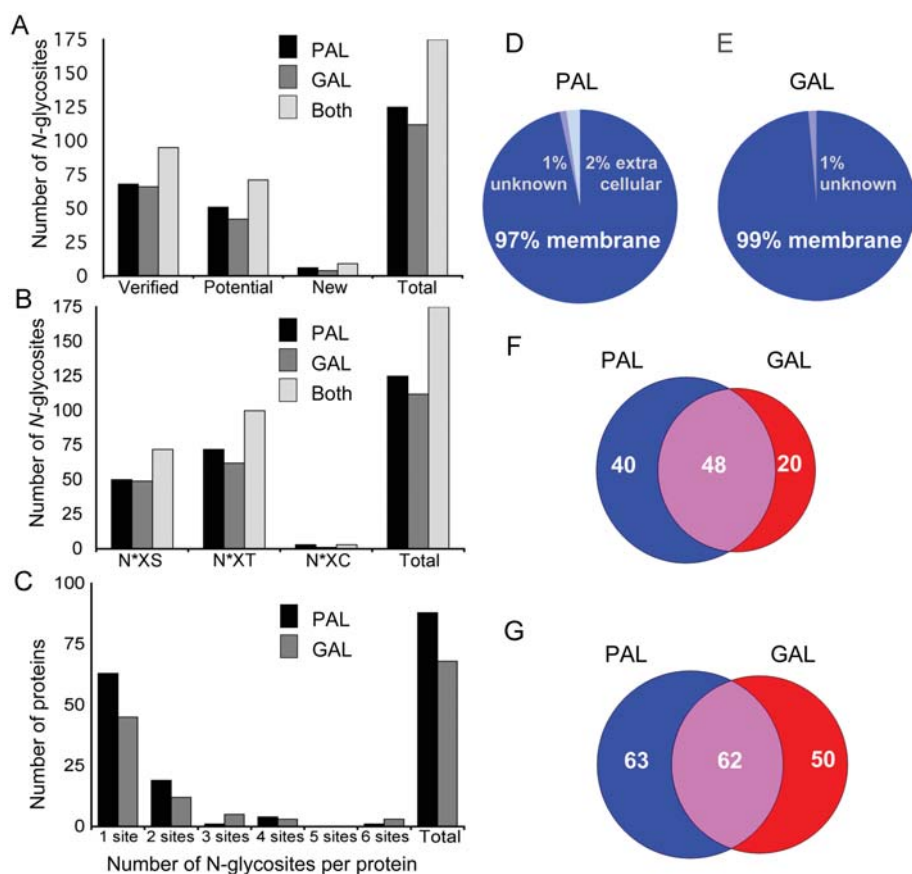 A
175
150
125
100
75
50
25
0
Number of N-glycosites
PAL
GAL
Both
Verified Potential New Total
B
175
150
125
100
75
50
25
0
Number of N-glycosites
PAL
GAL
Both
N*XS N*XT N*XC Total
C
100
75
50
25
0
Number of proteins
PAL
GAL
1 site 2 sites 3 sites 4 sites 5 sites 6 sites Total
Number of N-glycosites per protein
D
PAL
1%
unknown
2% extra
cellular
97% membrane
E
GAL
1%
unknown
99% membrane
F
PAL GAL
40 48 20
G
PAL GAL
63 62 50